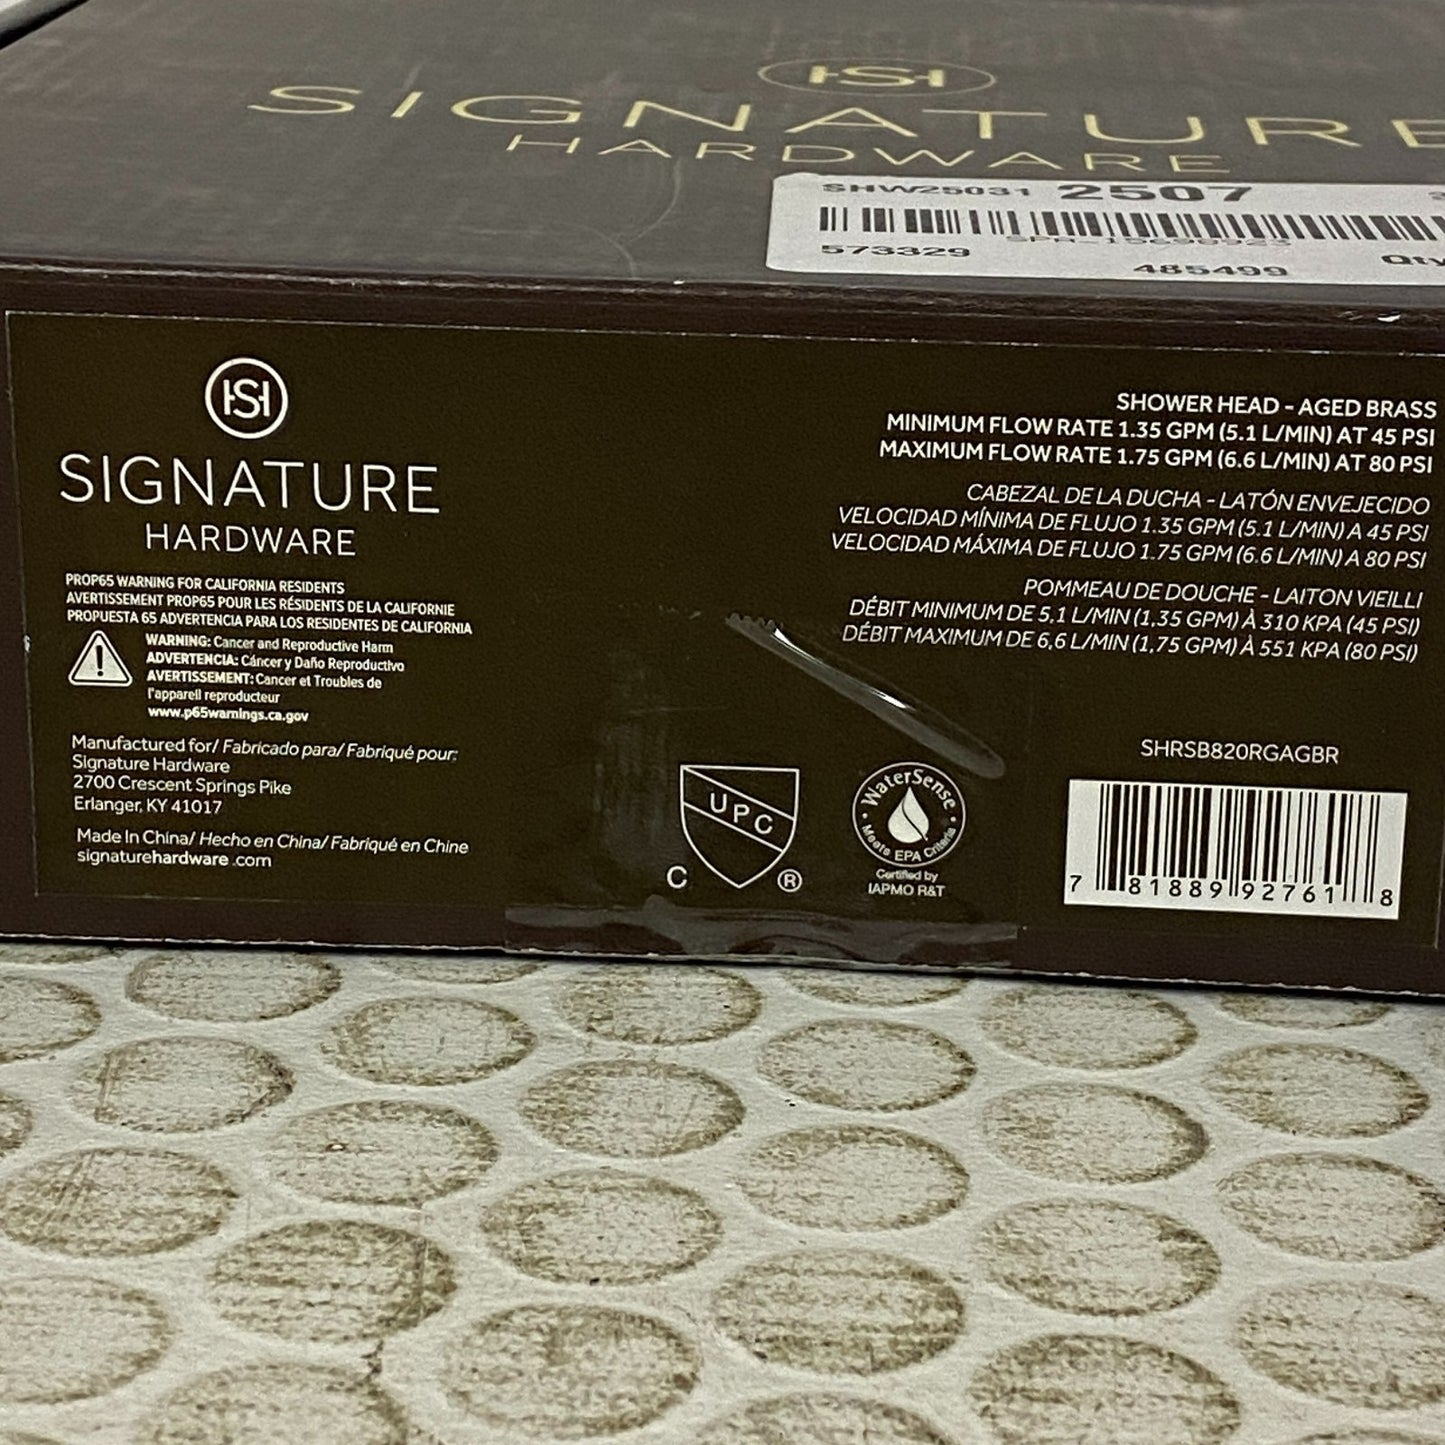 SH
SIGNATURE
HARDWARE
SHW25031 2507
SPA-15698923
573329 485499 Qty
SH
SIGNATURE
HARDWARE
PROP65 WARNING FOR CALIFORNIA RESIDENTS
AVERTISSEMENT PROP65 POUR LES RÉSIDENTS DE LA CALIFORNIE
PROPUESTA 65 ADVERTENCIA PARA LOS RESIDENTES DE CALIFORNIA
WARNING: Cancer and Reproductive Harm
ADVERTENCIA: Cáncer y Daño Reproductivo
AVERTISSEMENT: Cancer et Troubles de
l'appareil reproducteur
www.p65warnings.ca.gov
Manufactured for/ Fabricado para/ Fabriqué pour:
Signature Hardware
2700 Crescent Springs Pike
Erlanger, KY 41017
Made In China/ Hecho en China/ Fabriqué en Chine
signaturehardware.com
SHOWER HEAD - AGED BRASS
MINIMUM FLOW RATE 1.35 GPM (5.1 L/MIN) AT 45 PSI
MAXIMUM FLOW RATE 1.75 GPM (6.6 L/MIN) AT 80 PSI
CABEZAL DE LA DUCHA - LATÓN ENVEJECIDO
VELOCIDAD MÍNIMA DE FLUJO 1.35 GPM (5.1 L/MIN) A 45 PSI
VELOCIDAD MÁXIMA DE FLUJO 1.75 GPM (6.6 L/MIN) A 80 PSI
POMMEAU DE DOUCHE - LAITON VIEILLI
DÉBIT MINIMUM DE 5,1 L/MIN (1,35 GPM) À 310 KPA (45 PSI)
DÉBIT MAXIMUM DE 6,6 L/MIN (1,75 GPM) À 551 KPA (80 PSI)
UPC
C ®
WaterSense
Meets EPA Criteria
Certified by
IAPMO R&T
SHRSB820RGAGBR
7 81889 92761 8